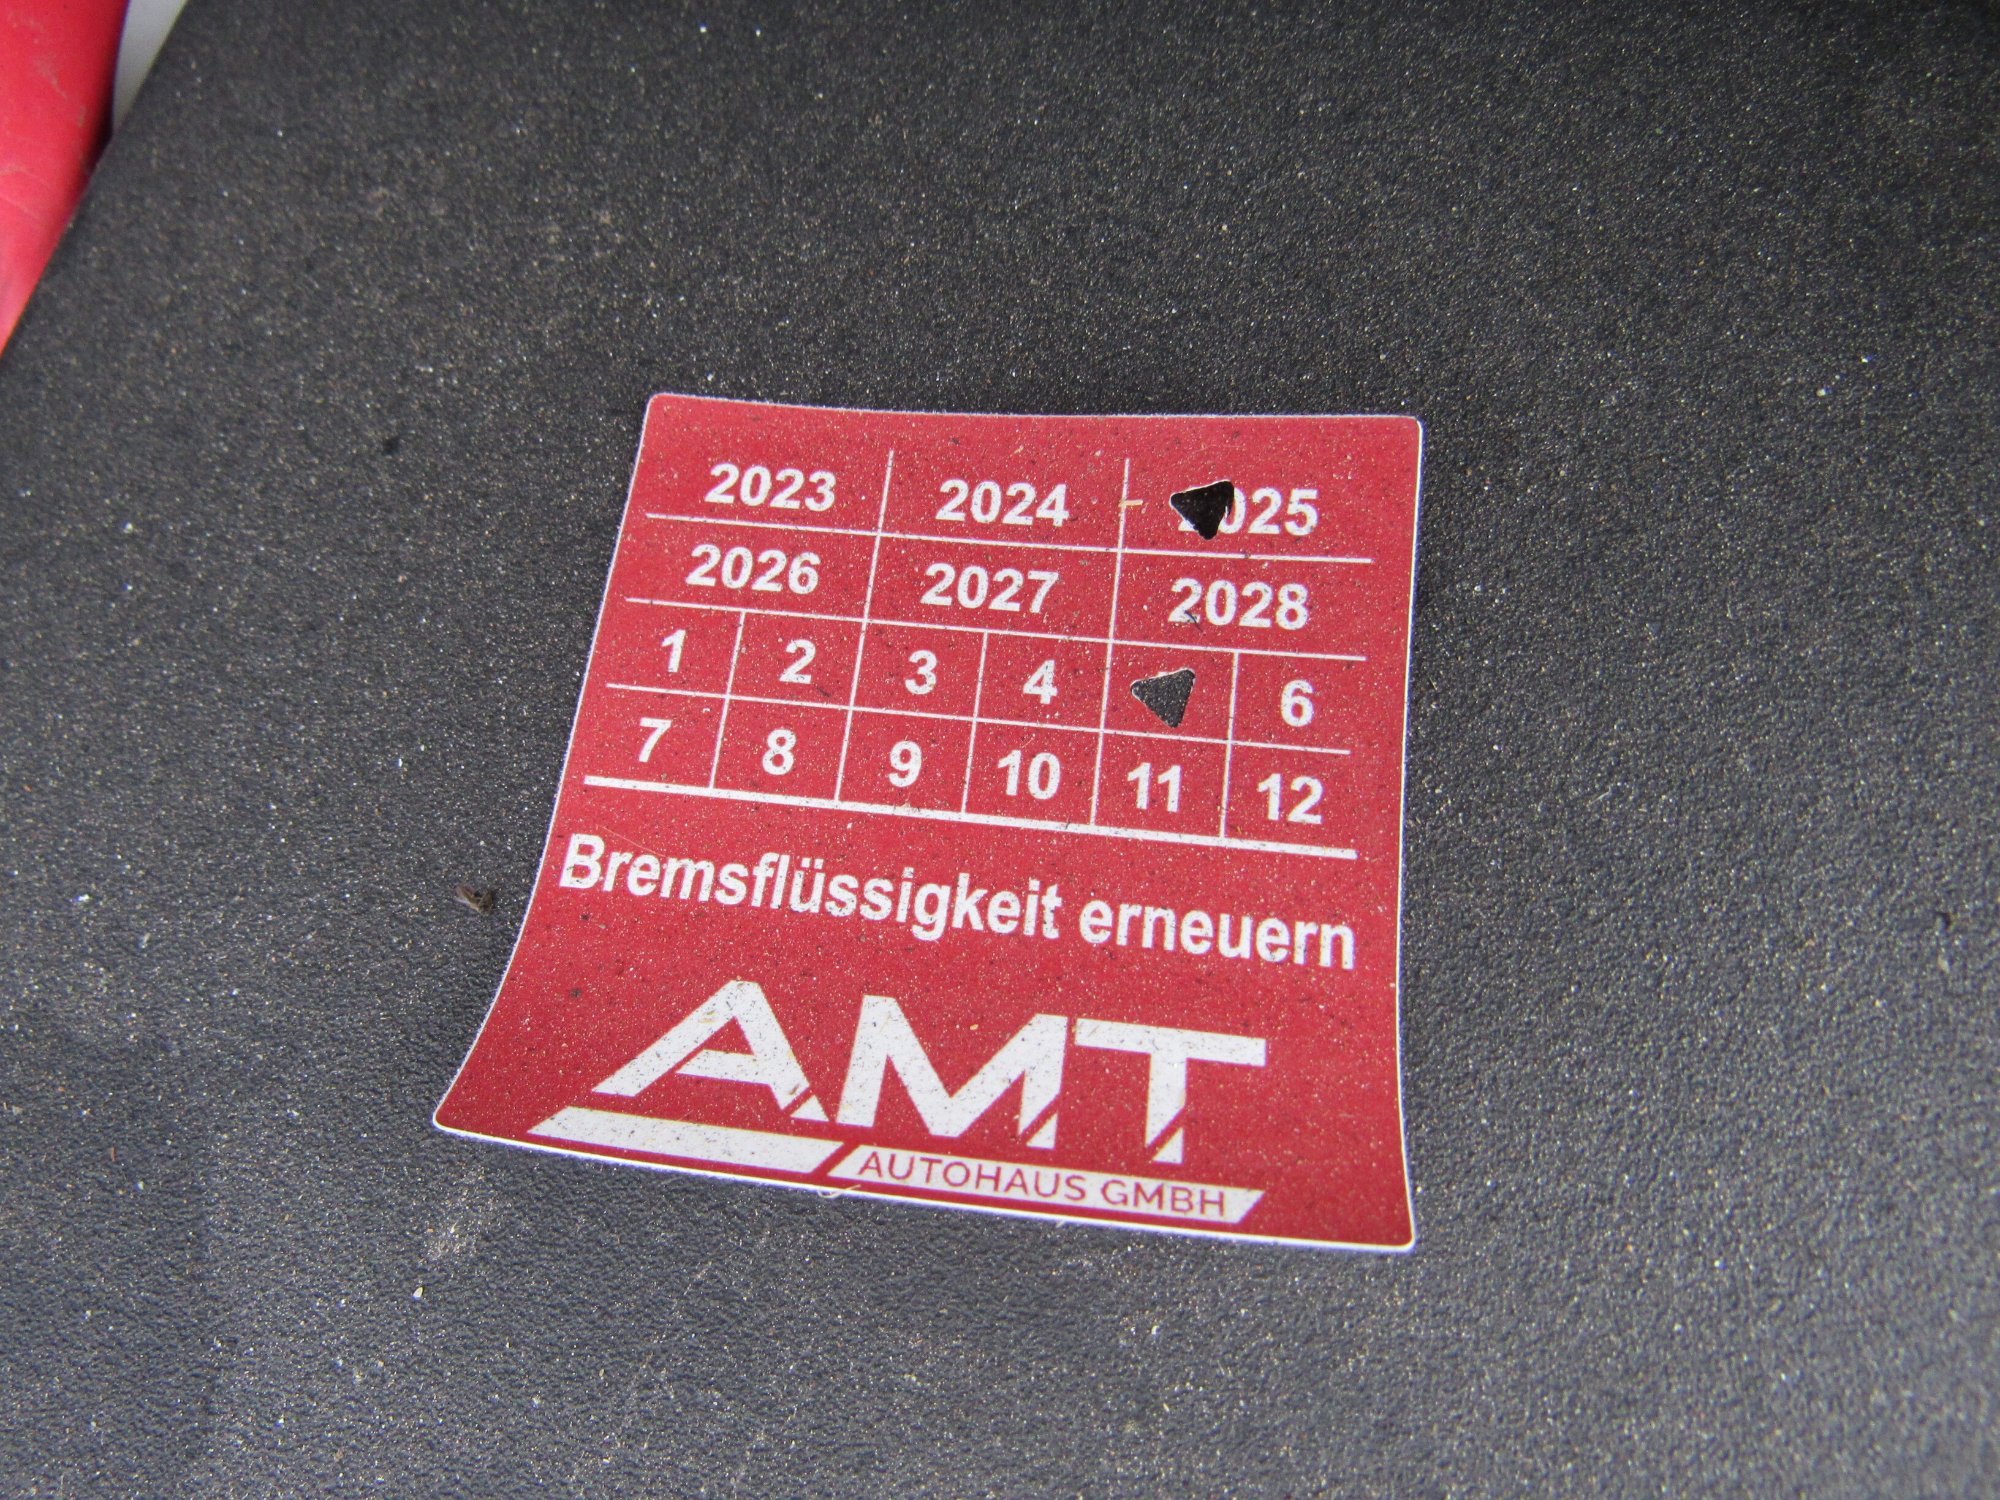 2023 2024 2025
2026 2027 2028
1 2 3 4 6
7 8 9 10 11 12
Bremsflüssigkeit erneuern
AMT
AUTOHAUS GMBH